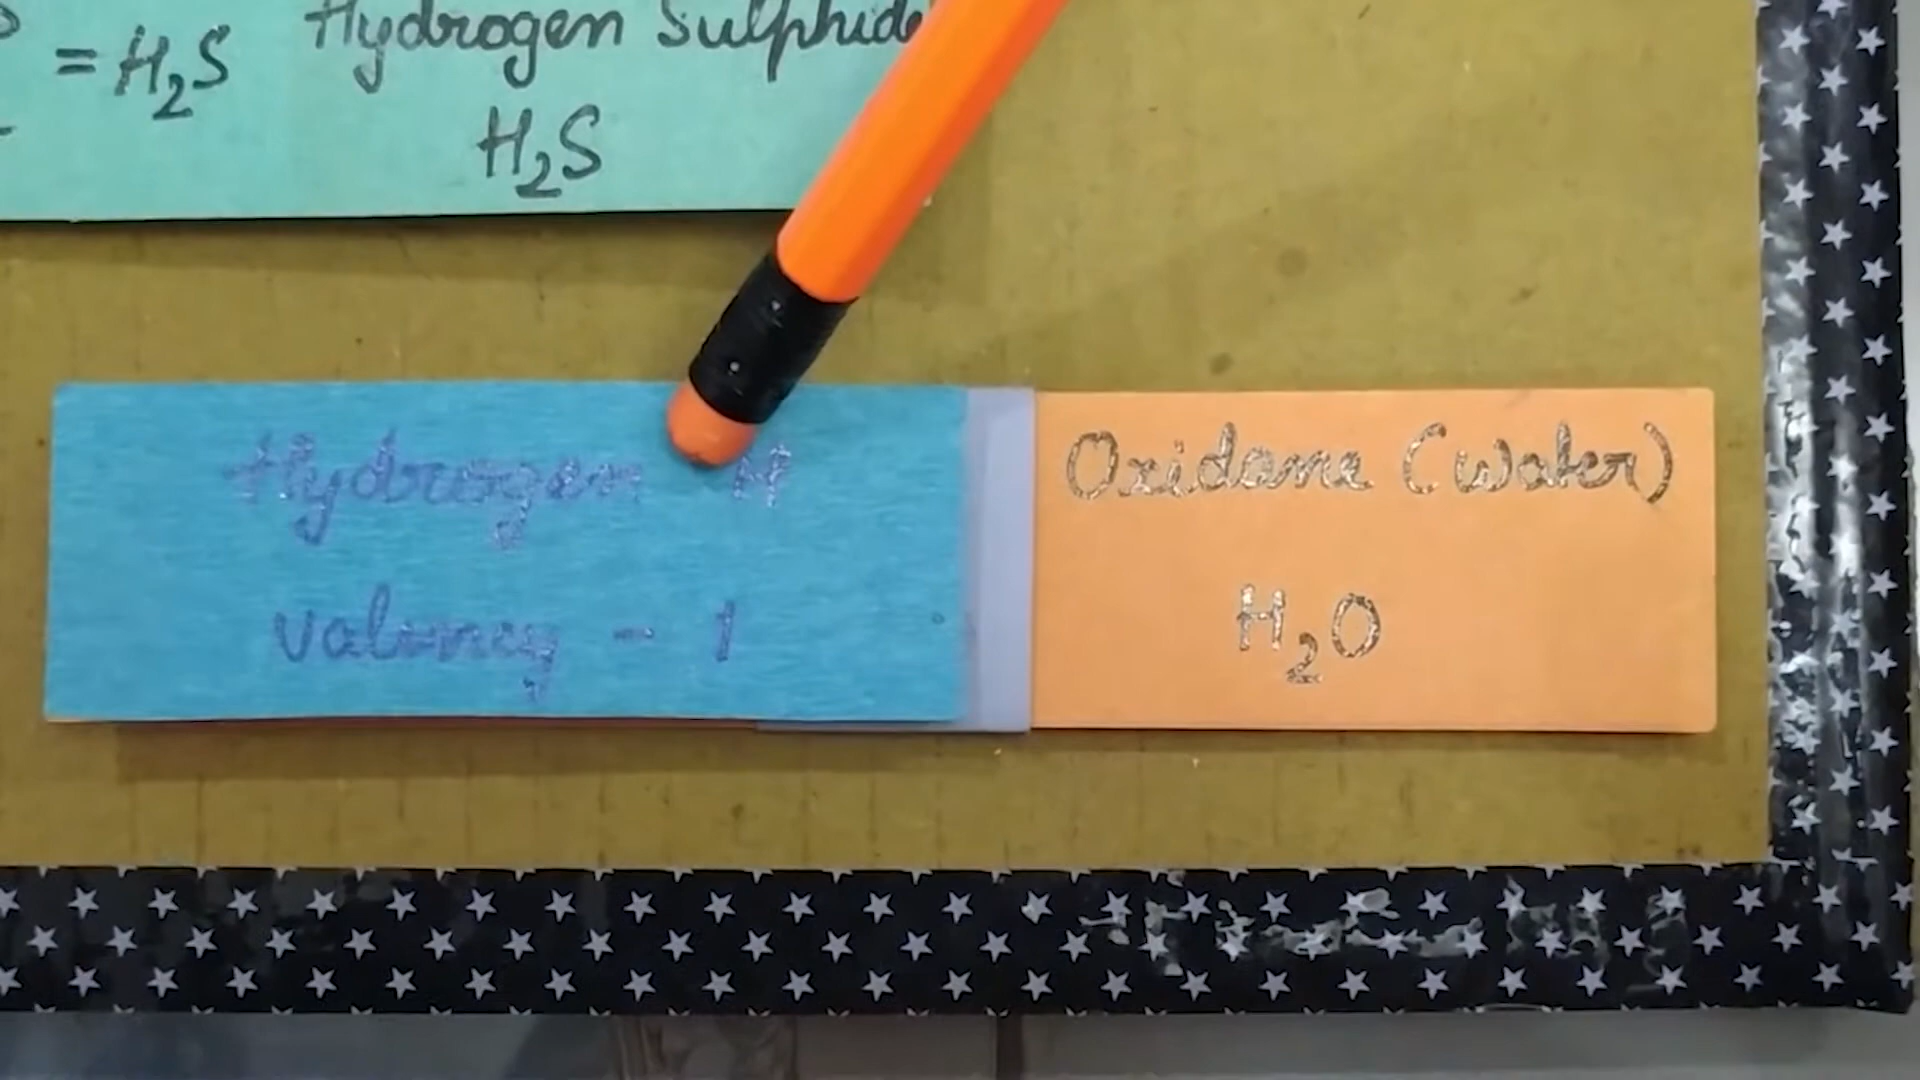 = H₂S Hydrogen Sulphide
H₂S
Hydrogen H
valency - 1
Oxidane (Water)
H₂O